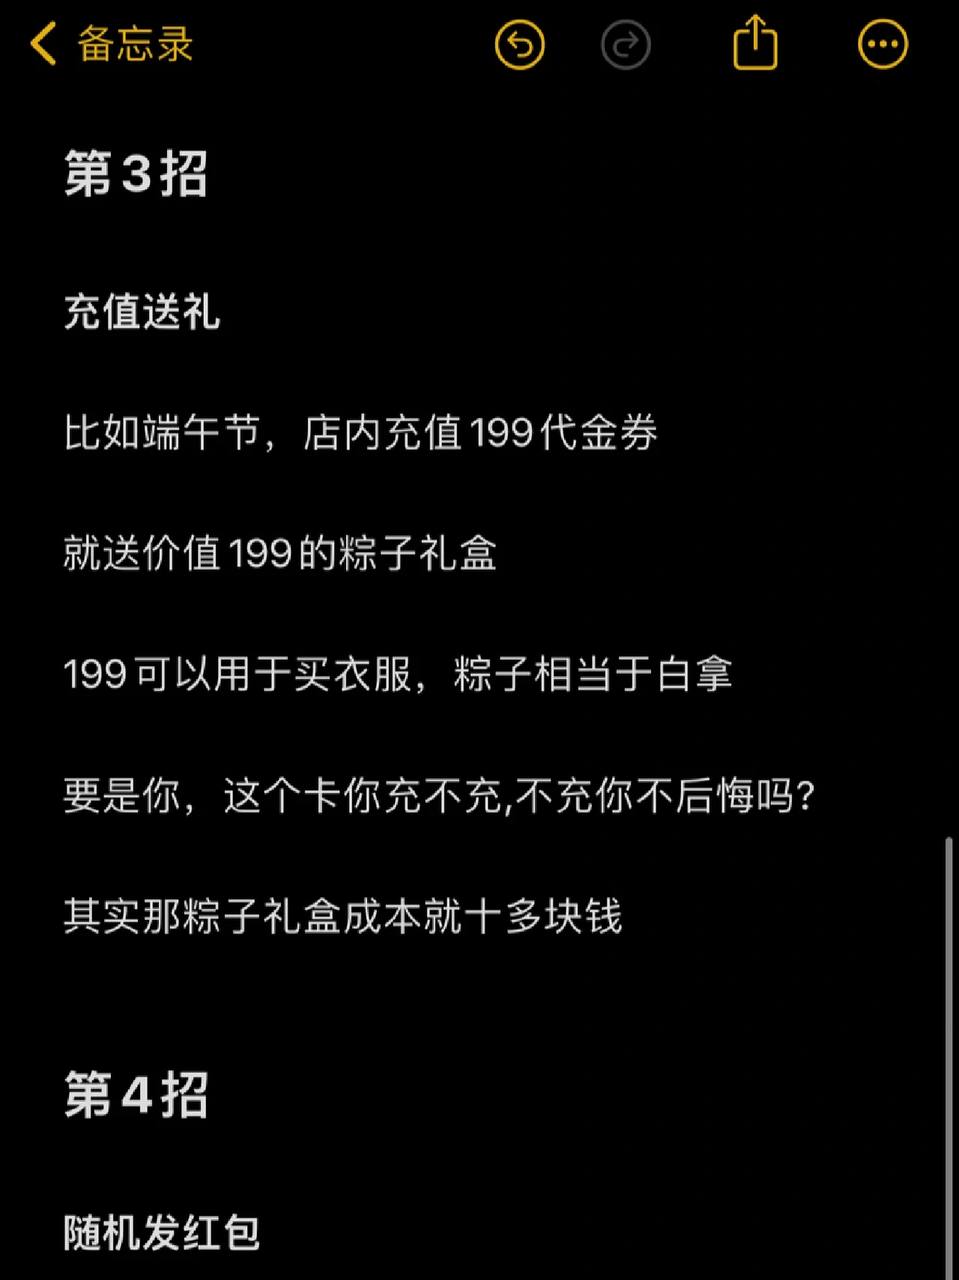 备忘录
第3招
充值送礼
比如端午节，店内充值199代金券
就送价值199的粽子礼盒
199可以用于买衣服，粽子相当于白拿
要是你，这个卡你充不充,不充你不后悔吗?
其实那粽子礼盒成本就十多块钱
第4招
随机发红包